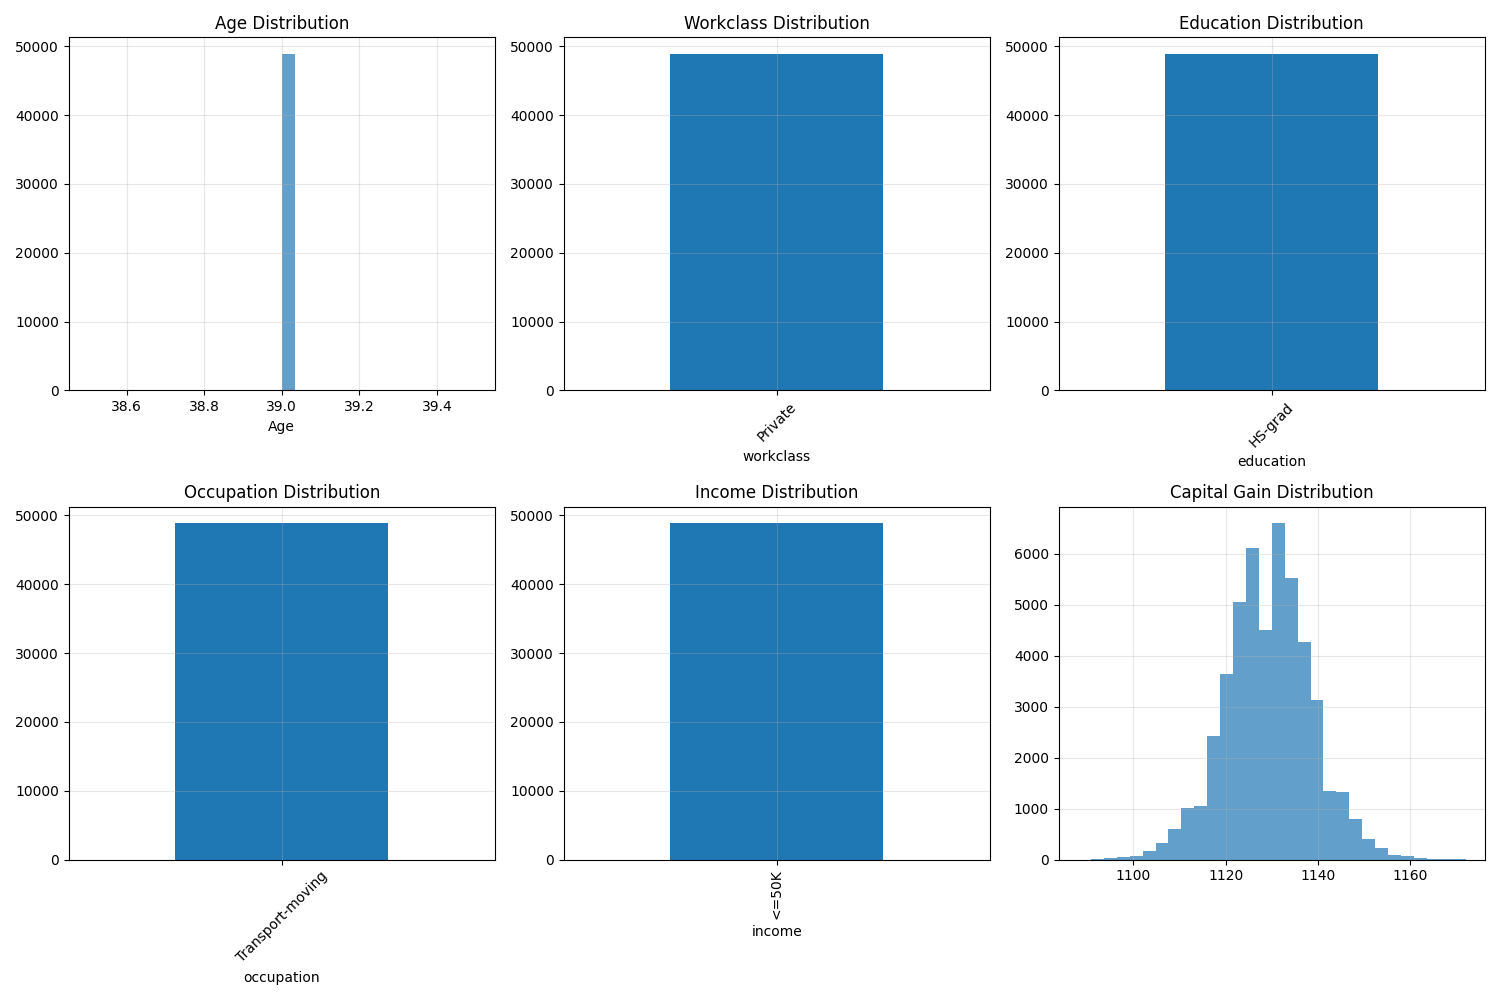 Age Distribution
50000
40000
30000
20000
10000
0
38.6 38.8 39.0 39.2 39.4
Age
Workclass Distribution
50000
40000
30000
20000
10000
0
Private
workclass
Education Distribution
50000
40000
30000
20000
10000
0
HS-grad
education
Occupation Distribution
50000
40000
30000
20000
10000
0
Transport-moving
occupation
Income Distribution
50000
40000
30000
20000
10000
0
<=50K
income
Capital Gain Distribution
6000
5000
4000
3000
2000
1000
0
1100 1120 1140 1160